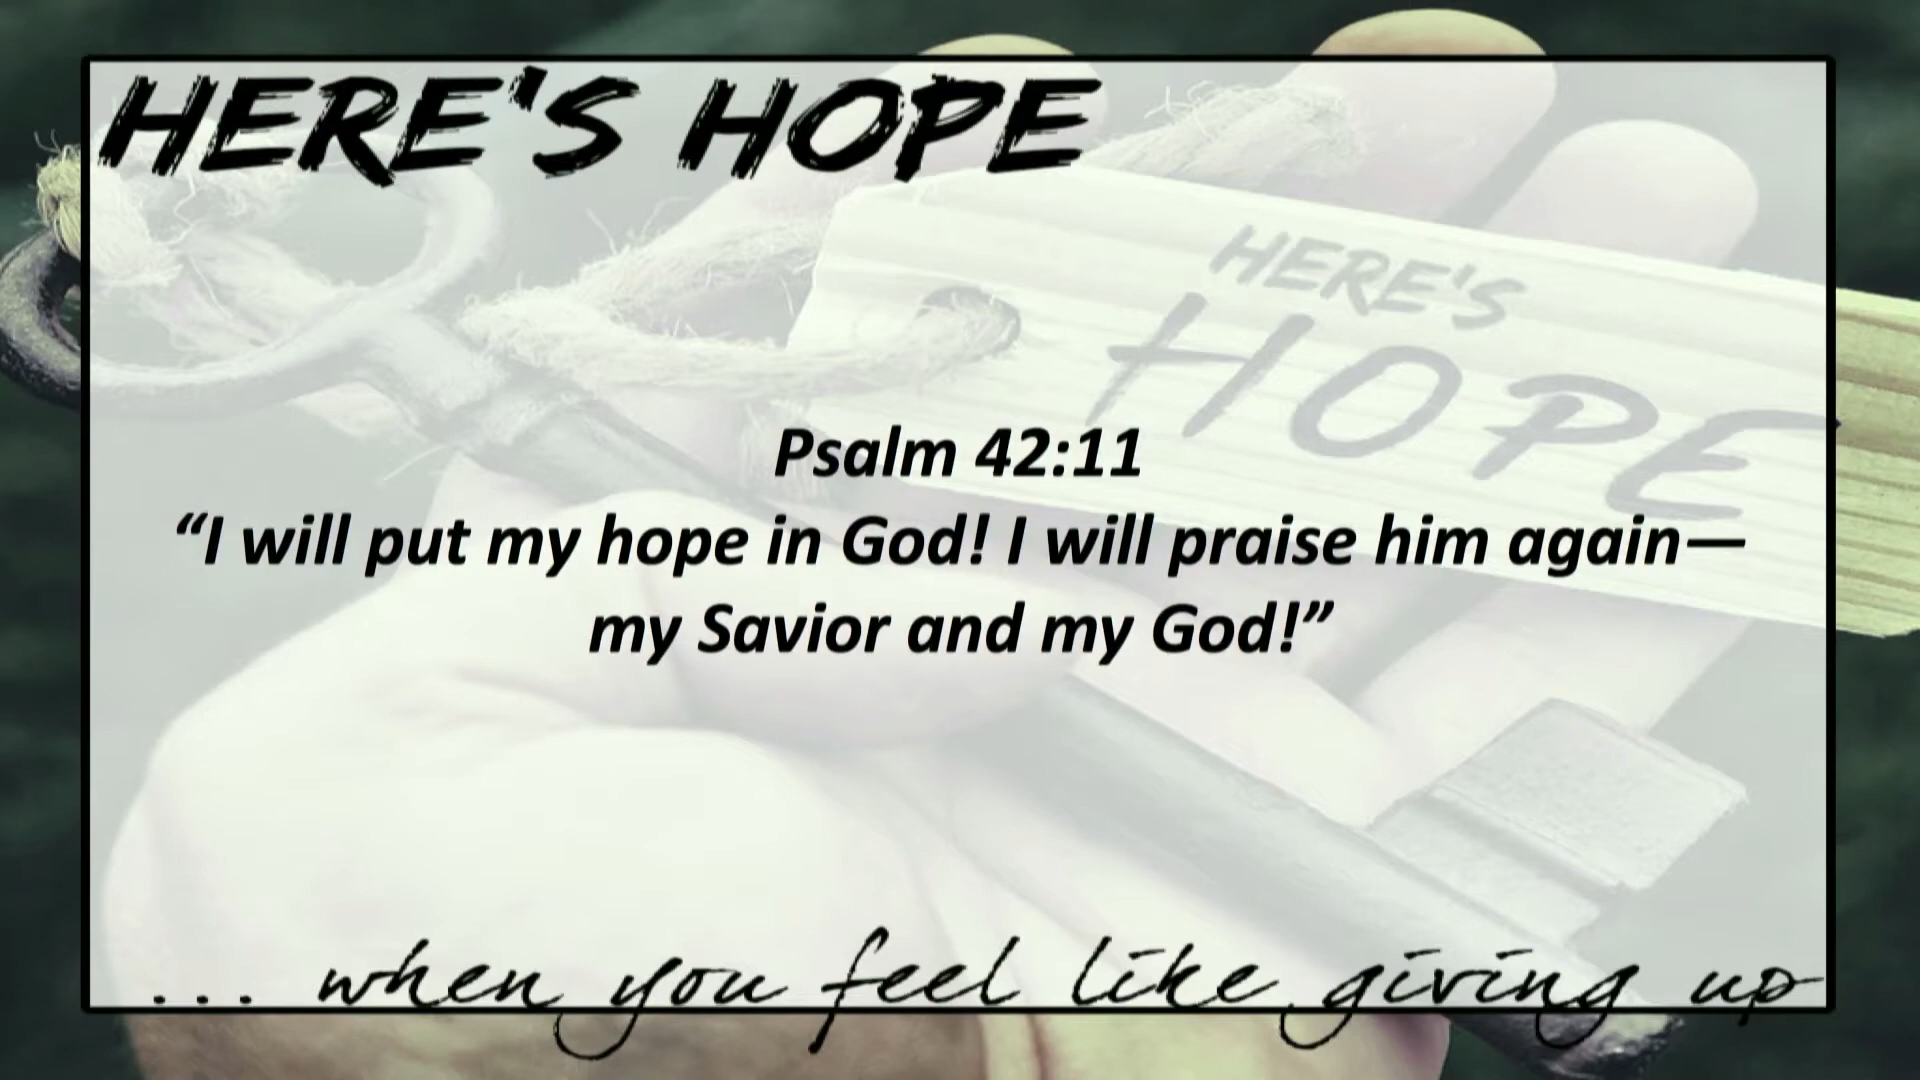 HERE'S HOPE
HERE'S
HOPE
Psalm 42:11
“I will put my hope in God! I will praise him again—
my Savior and my God!”
... when you feel like giving up